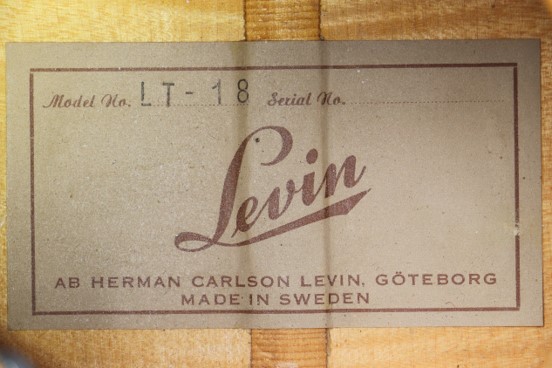 Model No. LT-18 Serial No.
Levin
AB HERMAN CARLSON LEVIN, GÖTEBORG
MADE IN SWEDEN